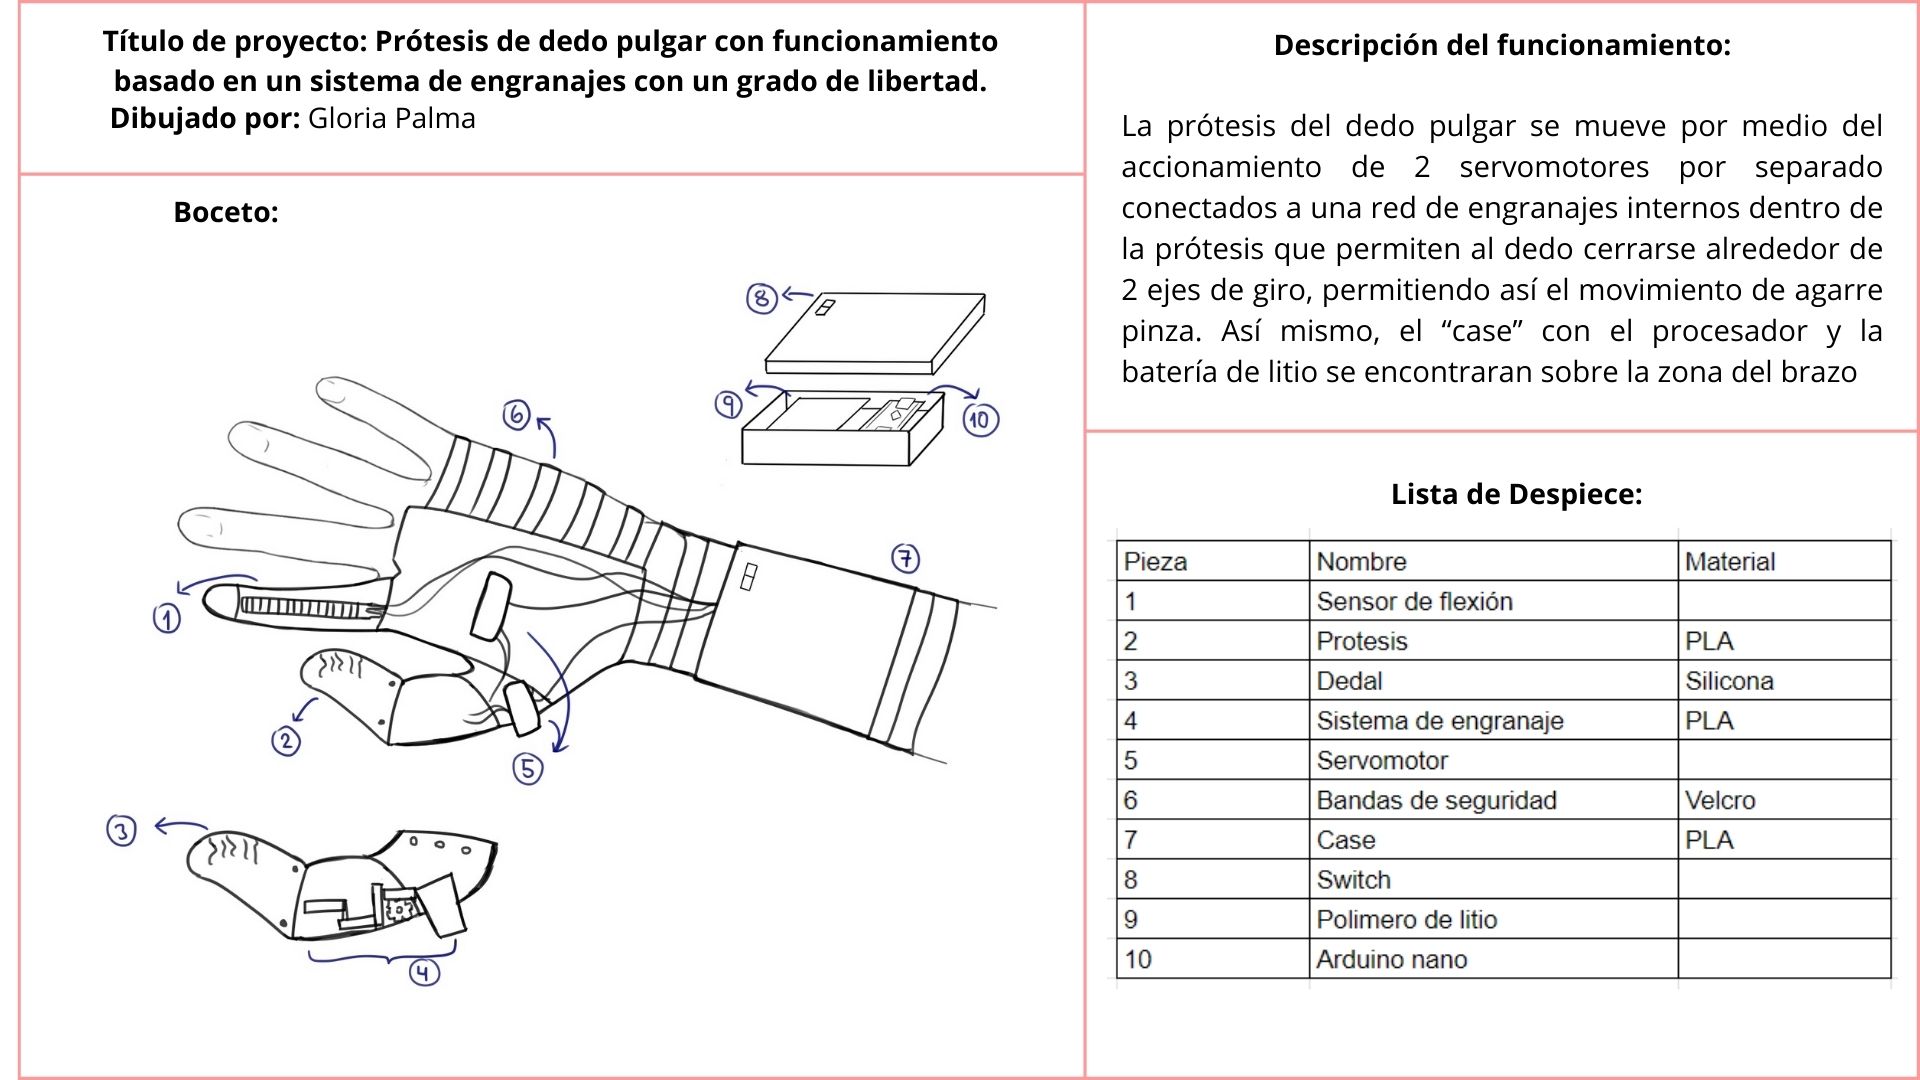 Título de proyecto: Prótesis de dedo pulgar con funcionamiento
basado en un sistema de engranajes con un grado de libertad.
Dibujado por: Gloria Palma
Boceto:
8
9
10
6
7
1
2
5
3
4
Descripción del funcionamiento:
La prótesis del dedo pulgar se mueve por medio del
accionamiento de 2 servomotores por separado
conectados a una red de engranajes internos dentro de
la prótesis que permiten al dedo cerrarse alrededor de
2 ejes de giro, permitiendo así el movimiento de agarre
pinza. Así mismo, el “case” con el procesador y la
batería de litio se encontraran sobre la zona del brazo
Lista de Despiece:
Pieza Nombre Material
1 Sensor de flexión
2 Protesis PLA
3 Dedal Silicona
4 Sistema de engranaje PLA
5 Servomotor
6 Bandas de seguridad Velcro
7 Case PLA
8 Switch
9 Polimero de litio
10 Arduino nano